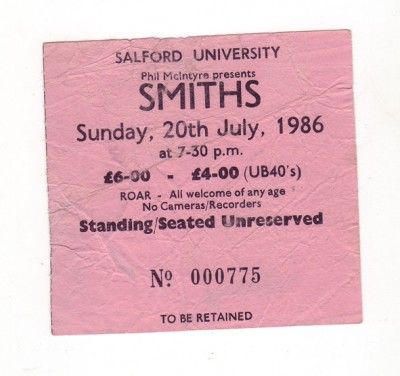 SALFORD UNIVERSITY
Phil McIntyre presents
SMITHS
Sunday, 20th July, 1986
at 7-30 p.m.
£6-00 - £4-00 (UB40's)
ROAR - All welcome of any age
No Cameras/Recorders
Standing/Seated Unreserved
Nº 000775
TO BE RETAINED